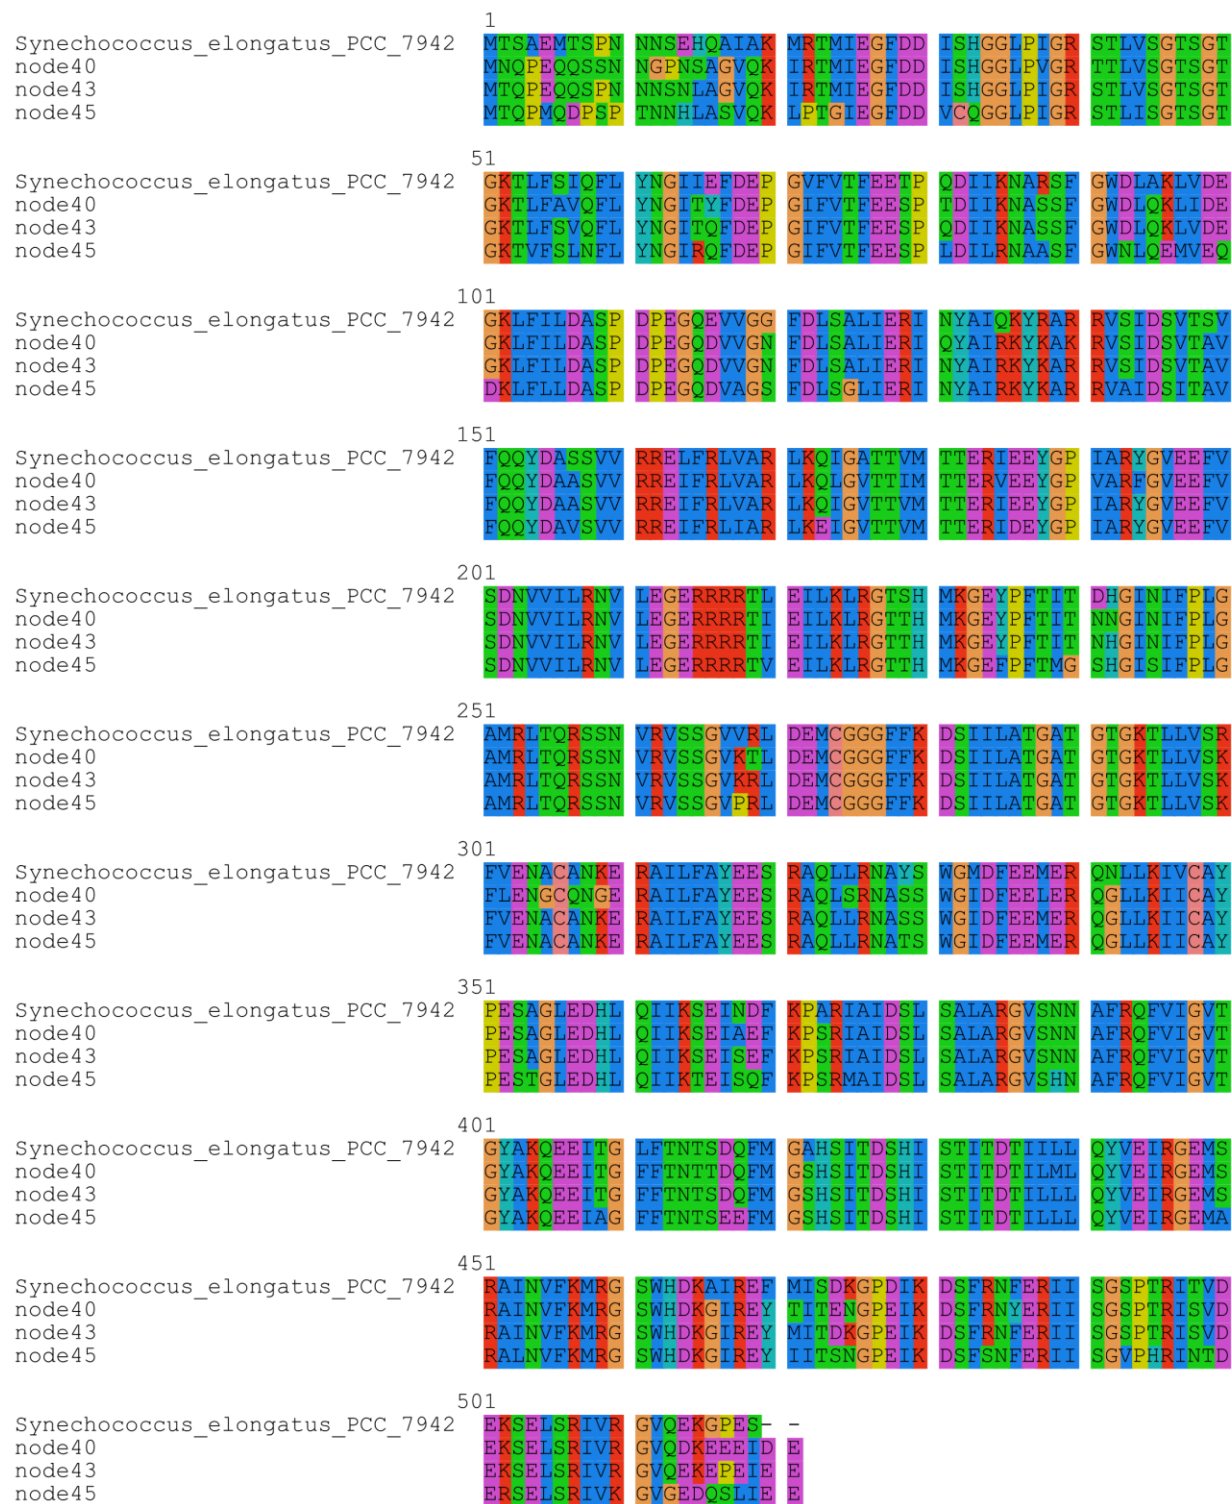 1
Synechococcus_elongatus_PCC_7942 MTSAEMTSPN NNSEHQAIAK MRTMIEGFDD ISHGGLPIGR STLVSGTSGT
node40 MNQPEQQSSN NGPNSAGVQK IRTMIEGFDD ISHGGLPVGR TTLVSGTSGT
node43 MTQPEQQSPN NNSNLAGVQK IRTMIEGFDD ISHGGLPIGR STLVSGTSGT
node45 MTQPMQDPSP TNNHLASVQK LPTGIEGFDD VCQGGLPIGR STLISGTSGT
51
Synechococcus_elongatus_PCC_7942 GKTLFSIQFL YNGIIEFDEP GVFVTFEETP QDIIKNARSF GWDLAKLVDE
node40 GKTLFAVQFL YNGITYFDEP GIFVTFEESP TDIIKNASSF GWDLQKLIDE
node43 GKTLFSVQFL YNGITQFDEP GIFVTFEESP QDIIKNASSF GWDLQKLVDE
node45 GKTVFSLNFL YNGIRQFDEP GIFVTFEESP LDILRNAASF GWNLQEMVEQ
101
Synechococcus_elongatus_PCC_7942 GKLFILDASP DPEGQEVVGG FDLSALIERI NYAIQKYRAR RVSIDSVTSV
node40 GKLFILDASP DPEGQDVVGN FDLSALIERI QYAIRKYKAK RVSIDSVTAV
node43 GKLFILDASP DPEGQDVVGN FDLSALIERI NYAIRKYKAR RVSIDSVTAV
node45 DKLFLLDASP DPEGQDVAGS FDLSGLIERI NYAIRKYKAR RVAIDSITAV
151
Synechococcus_elongatus_PCC_7942 FQQYDASSVV RRELFRLVAR LKQIGATTVM TTERIEEYGP IARYGVEEFV
node40 FQQYDAASVV RREIFRLVAR LKQLGVTTIM TTERVEEYGP VARFGVEEFV
node43 FQQYDAASVV RREIFRLVAR LKQIGVTTVM TTERIEEYGP IARYGVEEFV
node45 FQQYDAVSVV RREIFRLIAR LKEIGVTTVM TTERIDEYGP IARYGVEEFV
201
Synechococcus_elongatus_PCC_7942 SDNVVILRNV LEGERRRRTL EILKLRGTSH MKGEYPFTIT DHGINIFPLG
node40 SDNVVILRNV LEGERRRRTI EILKLRGTTH MKGEYPFTIT NNGINIFPLG
node43 SDNVVILRNV LEGERRRRTI EILKLRGTTH MKGEYPFTIT NHGINIFPLG
node45 SDNVVILRNV LEGERRRRTV EILKLRGTTH MKGEFPFTMG SHGISIFPLG
251
Synechococcus_elongatus_PCC_7942 AMRLTQRSSN VRVSSGVVRL DEMCGGGFFK DSIILATGAT GTGKTLLVSR
node40 AMRLTQRSSN VRVSSGVKTL DEMCGGGFFK DSIILATGAT GTGKTLLVSK
node43 AMRLTQRSSN VRVSSGVKRL DEMCGGGFFK DSIILATGAT GTGKTLLVSK
node45 AMRLTQRSSN VRVSSGVPRL DEMCGGGFFK DSIILATGAT GTGKTLLVSK
301
Synechococcus_elongatus_PCC_7942 FVENACANKE RAILFAYEES RAQLLRNAYS WGMDFEEMER QNLLKIVCAY
node40 FLENGCQNGE RAILFAYEES RAQLSRNASS WGIDFEELER QGLLKIICAY
node43 FVENACANKE RAILFAYEES RAQLLRNASS WGIDFEEMER QGLLKIICAY
node45 FVENACANKE RAILFAYEES RAQLLRNATS WGIDFEEMER QGLLKIICAY
351
Synechococcus_elongatus_PCC_7942 PESAGLEDHL QIIKSEINDF KPARIAIDSL SALARGVSNN AFRQFVIGVT
node40 PESAGLEDHL QIIKSEIAEF KPSRIAIDSL SALARGVSNN AFRQFVIGVT
node43 PESAGLEDHL QIIKSEISEF KPSRIAIDSL SALARGVSNN AFRQFVIGVT
node45 PESTGLEDHL QIIKTEISQF KPSRMAIDSL SALARGVSHN AFRQFVIGVT
401
Synechococcus_elongatus_PCC_7942 GYAKQEEITG LFTNTSDQFM GAHSITDSHI STITDTIILL QYVEIRGEMS
node40 GYAKQEEITG FFTNTTDQFM GSHSITDSHI STITDTILML QYVEIRGEMS
node43 GYAKQEEITG FFTNTSDQFM GSHSITDSHI STITDTILLL QYVEIRGEMS
node45 GYAKQEEIAG FFTNTSEEFM GSHSITDSHI STITDTILLL QYVEIRGEMA
451
Synechococcus_elongatus_PCC_7942 RAINVFKMRG SWHDKAIREF MISDKGPDIK DSFRNFERII SGSPTRITVD
node40 RAINVFKMRG SWHDKGIREY TITENGPEIK DSFRNYERII SGSPTRISVD
node43 RAINVFKMRG SWHDKGIREY MITDKGPEIK DSFRNFERII SGSPTRISVD
node45 RALNVFKMRG SWHDKGIREY IITSNGPEIK DSFSNFERII SGVPHRINTD
501
Synechococcus_elongatus_PCC_7942 EKSELSRIVR GVQEKGPES- -
node40 EKSELSRIVR GVQDKEEEID E
node43 EKSELSRIVR GVQEKEPEIE E
node45 ERSELSRIVK GVGEDQSLIE E